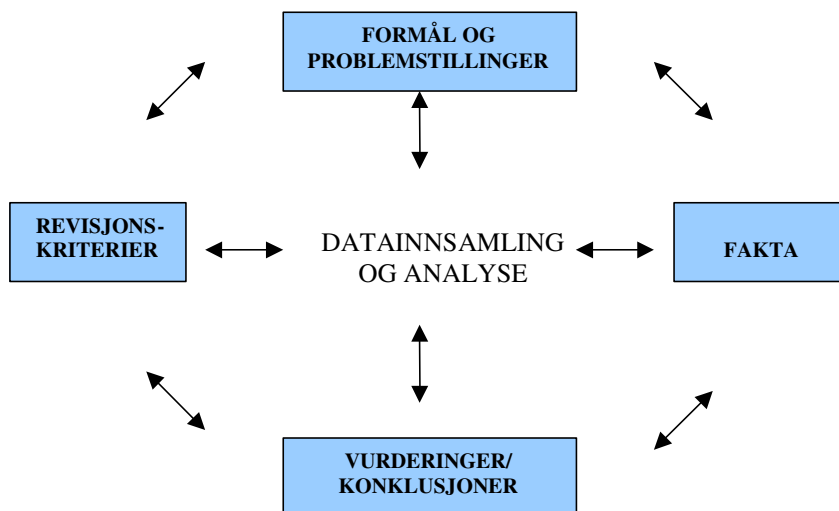 FORMÅL OG
PROBLEMSTILLINGER
REVISJONS-
KRITERIER
DATAINNSAMLING
OG ANALYSE
FAKTA
VURDERINGER/
KONKLUSJONER